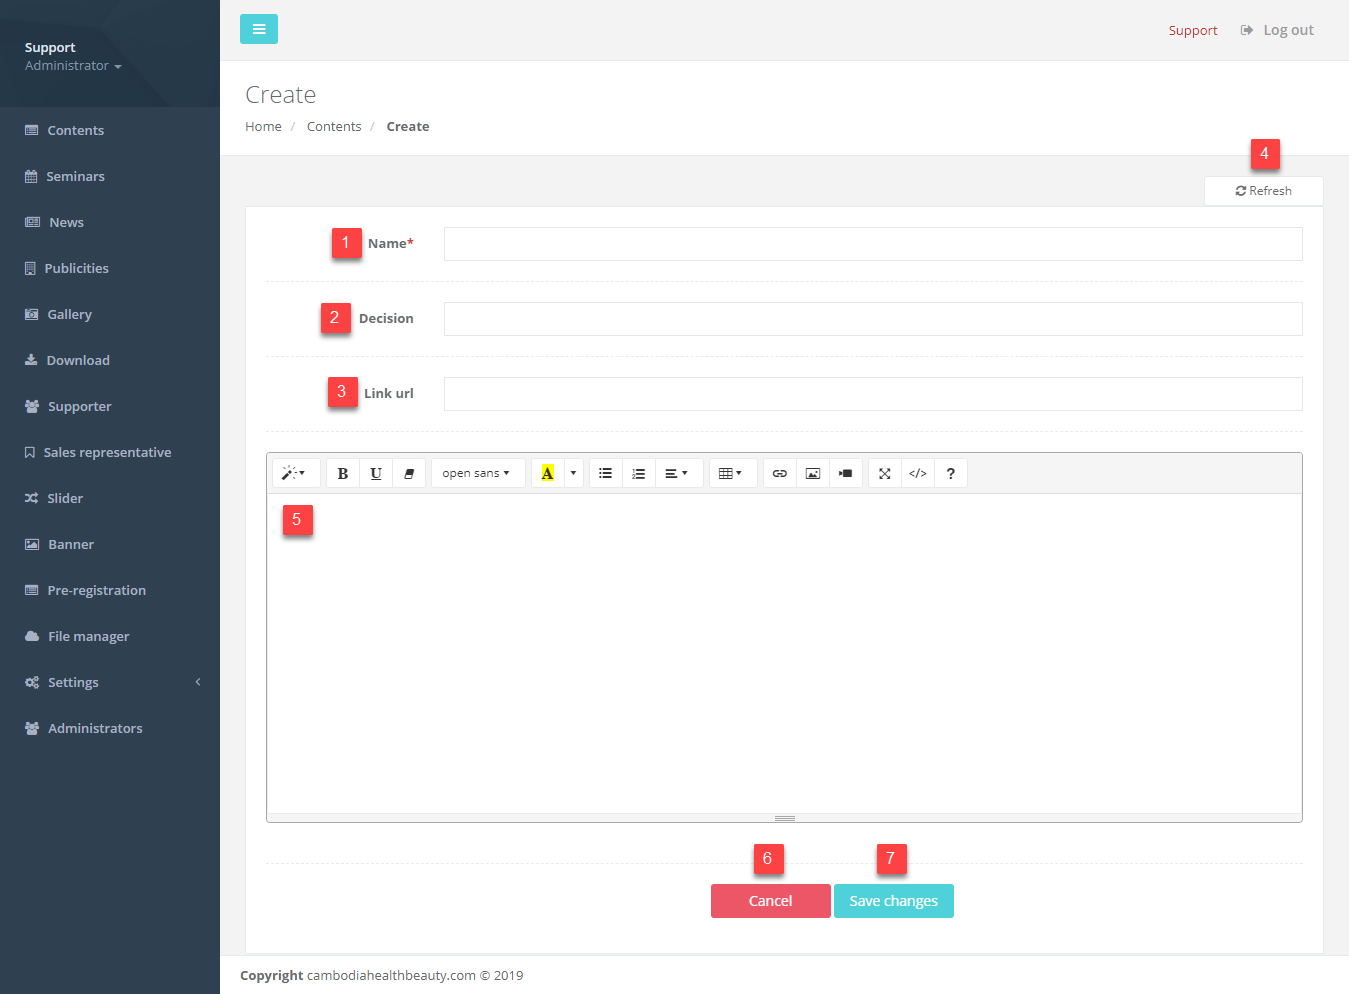 Support
Administrator
Contents
Seminars
News
Publicities
Gallery
Download
Supporter
Sales representative
Slider
Banner
Pre-registration
File manager
Settings
Administrators
Support Log out
Create
Home / Contents / Create
4
Refresh
1 Name*
2 Decision
3 Link url
B U open sans A </> ?
5
6 7
Cancel Save changes
Copyright cambodiahealthbeauty.com © 2019